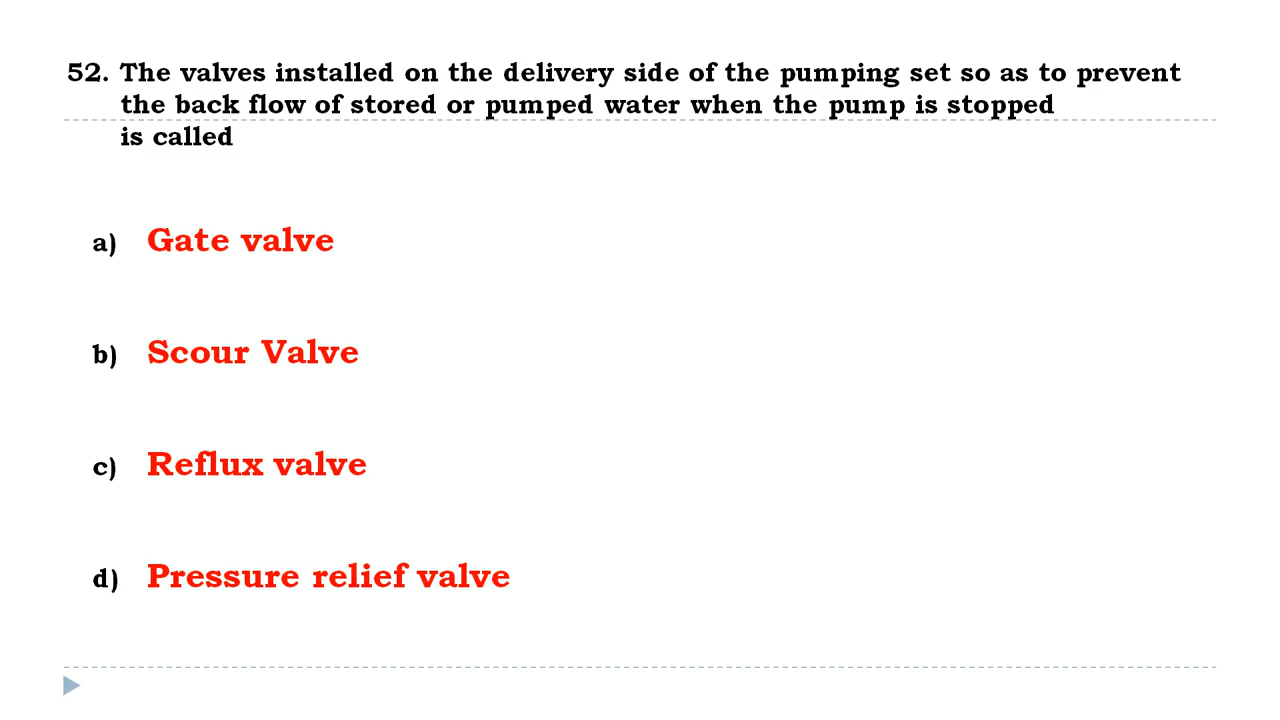 52. The valves installed on the delivery side of the pumping set so as to prevent
the back flow of stored or pumped water when the pump is stopped
is called
a) Gate valve
b) Scour Valve
c) Reflux valve
d) Pressure relief valve